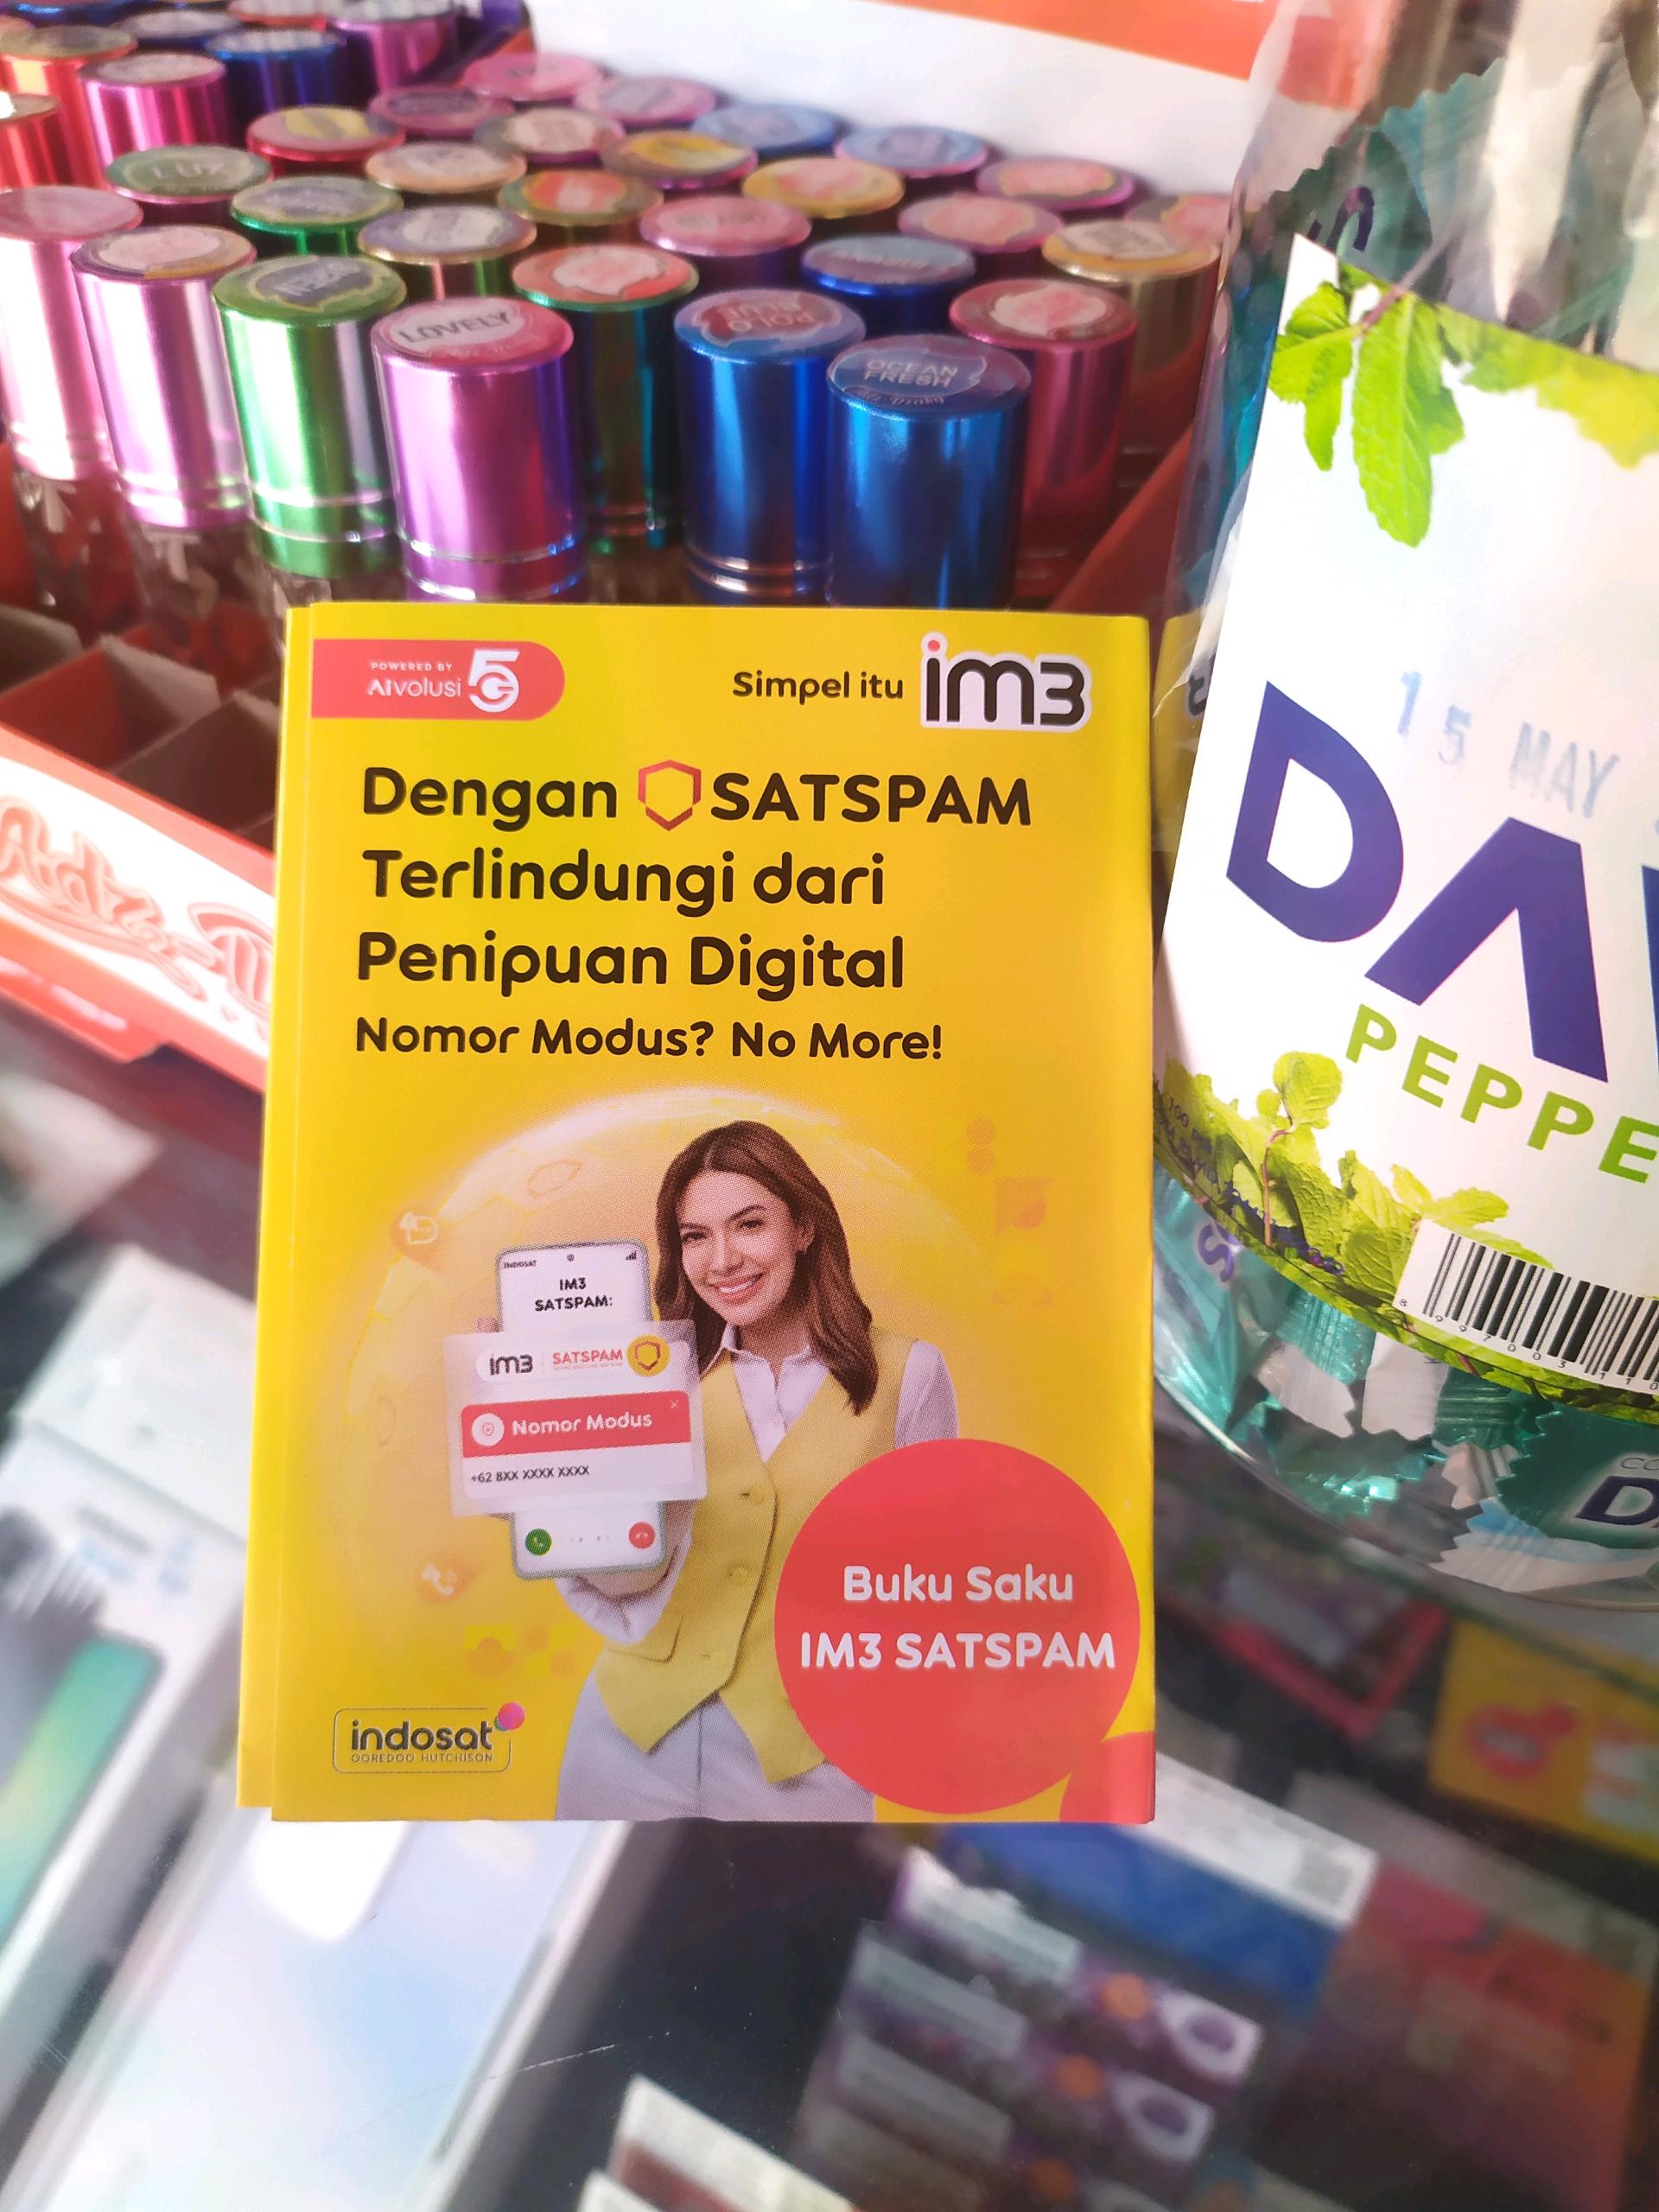 LUX
LOVELY
POLO
BLUE
OCEAN
FRESH
POWERED BY
AIvolusi 5G
Simpel itu im3
Dengan SATSPAM
Terlindungi dari
Penipuan Digital
Nomor Modus? No More!
INDOSAT
IM3
SATSPAM:
im3 SATSPAM
Nomor Modus
+62 8XX XXXX XXXX
Buku Saku
IM3 SATSPAM
indosat
OOREDOO HUTCHISON
15 MAY
DA
PEPPE